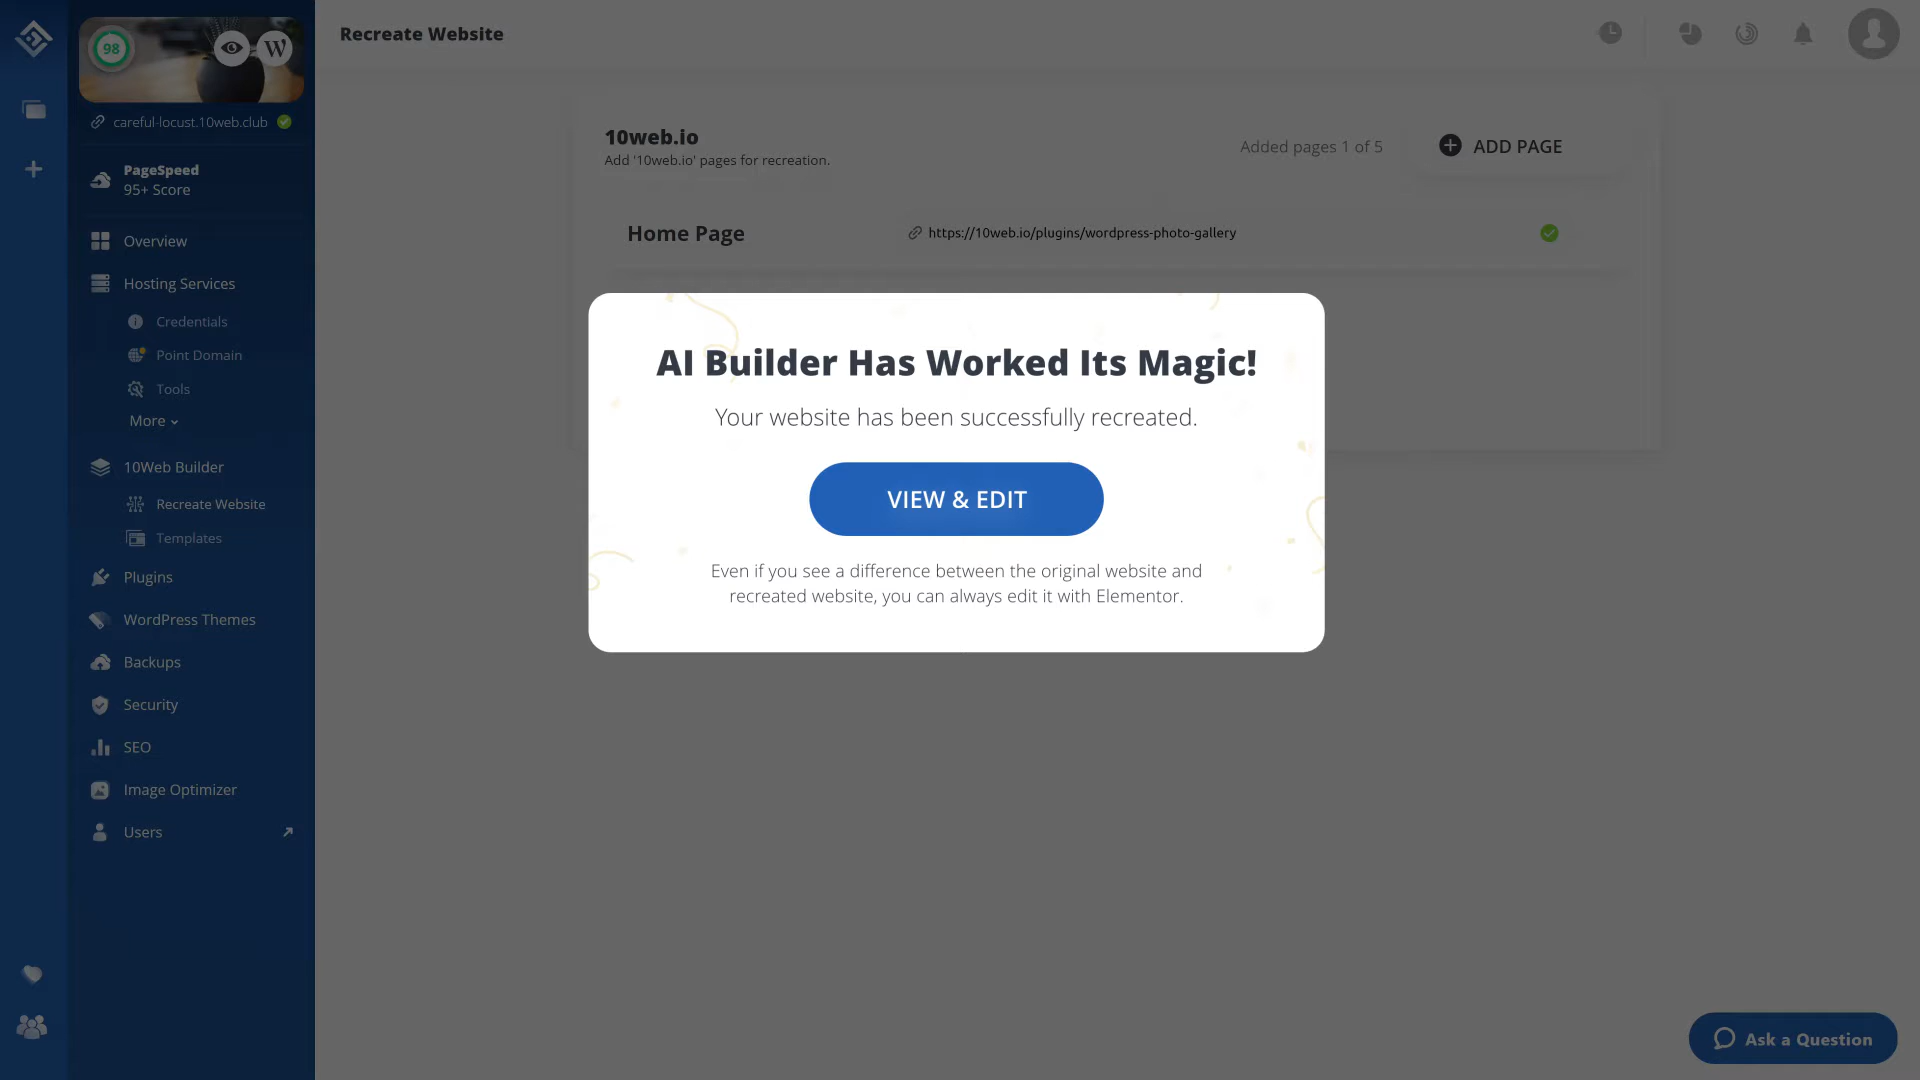 98
W
careful-locust.10web.club
PageSpeed
95+ Score
Overview
Hosting Services
Credentials
Point Domain
Tools
More
10Web Builder
Recreate Website
Templates
Plugins
WordPress Themes
Backups
Security
SEO
Image Optimizer
Users
Recreate Website
10web.io
Add '10web.io' pages for recreation.
Added pages 1 of 5
ADD PAGE
Home Page
https://10web.io/plugins/wordpress-photo-gallery
AI Builder Has Worked Its Magic!
Your website has been successfully recreated.
VIEW & EDIT
Even if you see a difference between the original website and
recreated website, you can always edit it with Elementor.
Ask a Question